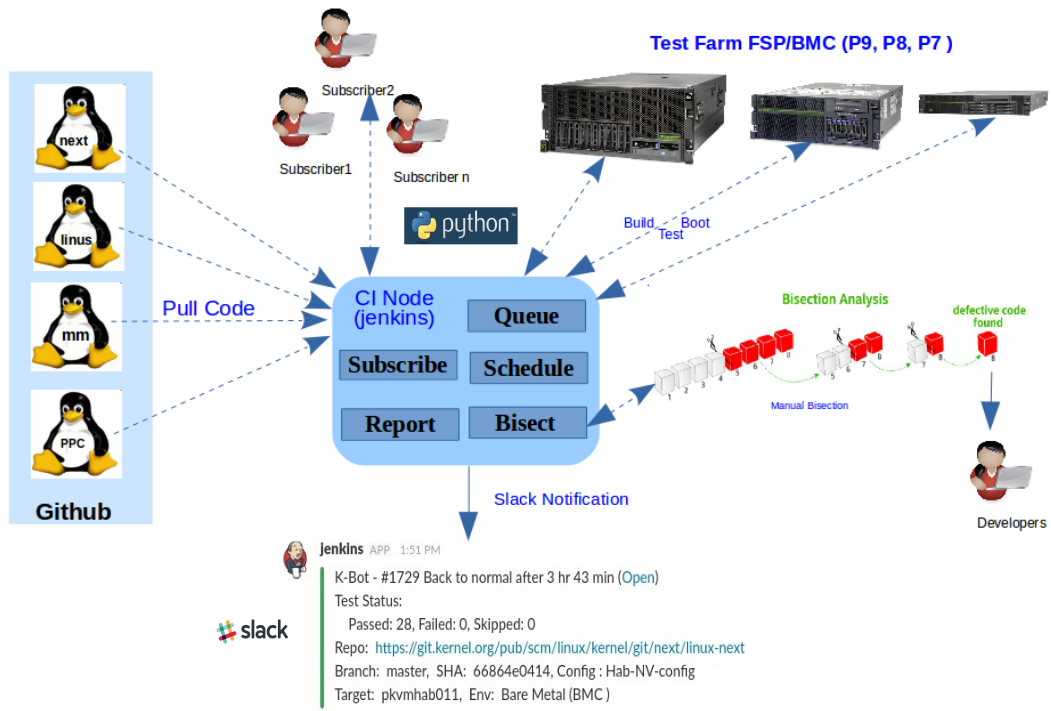 Test Farm FSP/BMC (P9, P8, P7 )
Subscriber2
Subscriber1
Subscriber n
next
linus
mm
PPC
Github
Pull Code
python™
Build, Test, Boot
CI Node
(jenkins)
Queue
Subscribe
Schedule
Report
Bisect
Bisection Analysis
defective code
found
1 2 3 4 5 6 7 8
5 6 7 8
7 8
8
Manual Bisection
Developers
Slack Notification
slack
jenkins APP 1:51 PM
K-Bot - #1729 Back to normal after 3 hr 43 min (Open)
Test Status:
Passed: 28, Failed: 0, Skipped: 0
Repo: https://git.kernel.org/pub/scm/linux/kernel/git/next/linux-next
Branch: master, SHA: 66864e0414, Config : Hab-NV-config
Target: pkvmhab011, Env: Bare Metal (BMC )